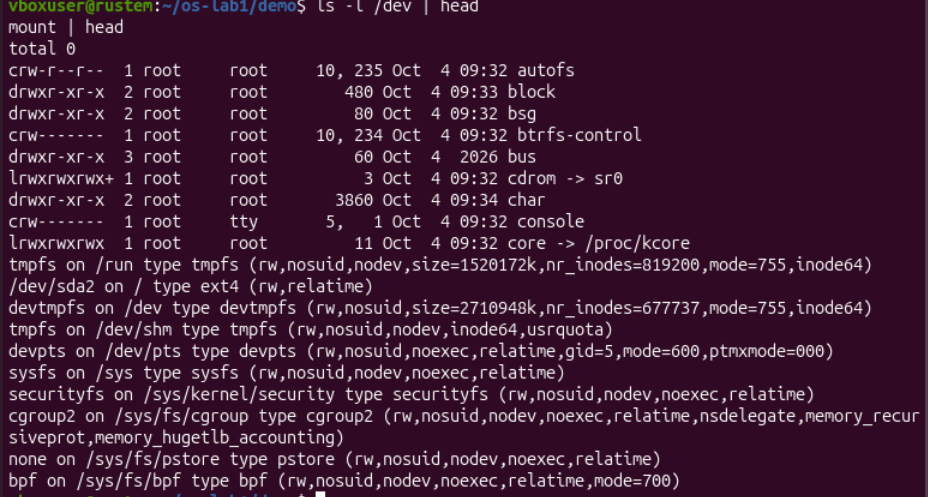 vboxuser@rustem:~/os-lab1/demo$ ls -l /dev | head
mount | head
total 0
crw-r--r--  1 root     root     10, 235 Oct  4 09:32 autofs
drwxr-xr-x  2 root     root         480 Oct  4 09:33 block
drwxr-xr-x  2 root     root          80 Oct  4 09:32 bsg
crw-------  1 root     root     10, 234 Oct  4 09:32 btrfs-control
drwxr-xr-x  3 root     root          60 Oct  4  2026 bus
lrwxrwxrwx+ 1 root     root           3 Oct  4 09:32 cdrom -> sr0
drwxr-xr-x  2 root     root        3860 Oct  4 09:34 char
crw-------  1 root     tty       5,   1 Oct  4 09:32 console
lrwxrwxrwx  1 root     root          11 Oct  4 09:32 core -> /proc/kcore
tmpfs on /run type tmpfs (rw,nosuid,nodev,size=1520172k,nr_inodes=819200,mode=755,inode64)
/dev/sda2 on / type ext4 (rw,relatime)
devtmpfs on /dev type devtmpfs (rw,nosuid,size=2710948k,nr_inodes=677737,mode=755,inode64)
tmpfs on /dev/shm type tmpfs (rw,nosuid,nodev,inode64,usrquota)
devpts on /dev/pts type devpts (rw,nosuid,noexec,relatime,gid=5,mode=600,ptmxmode=000)
sysfs on /sys type sysfs (rw,nosuid,nodev,noexec,relatime)
securityfs on /sys/kernel/security type securityfs (rw,nosuid,nodev,noexec,relatime)
cgroup2 on /sys/fs/cgroup type cgroup2 (rw,nosuid,nodev,noexec,relatime,nsdelegate,memory_recur
siveprot,memory_hugetlb_accounting)
none on /sys/fs/pstore type pstore (rw,nosuid,nodev,noexec,relatime)
bpf on /sys/fs/bpf type bpf (rw,nosuid,nodev,noexec,relatime,mode=700)